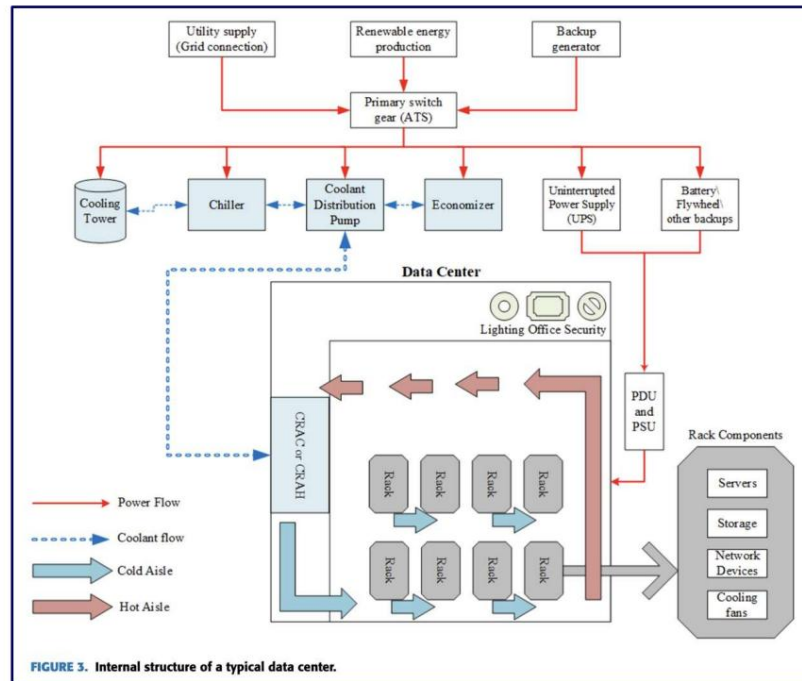 Utility supply
(Grid connection)
Renewable energy
production
Backup
generator
Primary switch
gear (ATS)
Cooling
Tower
Chiller
Coolant
Distribution
Pump
Economizer
Uninterrupted
Power Supply
(UPS)
Battery\
Flywheel\
other backups
Data Center
Lighting Office Security
CRAC or CRAH
PDU
and
PSU
Rack Components
Rack
Rack
Rack
Rack
Servers
Storage
Network
Devices
Cooling
fans
Rack
Rack
Rack
Rack
Power Flow
Coolant flow
Cold Aisle
Hot Aisle
FIGURE 3. Internal structure of a typical data center.